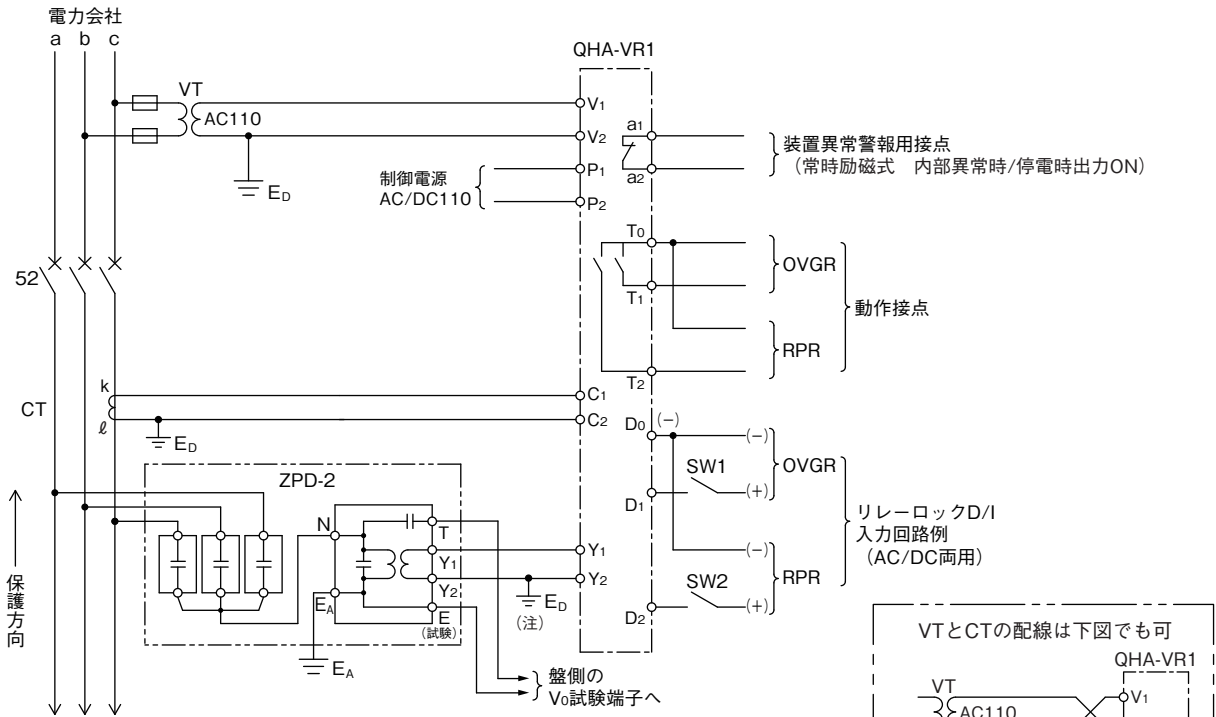 電力会社
a b c
QHA-VR1
VT
AC110
ED
V1
V2
制御電源
AC/DC110
P1
P2
a1
a2
装置異常警報用接点
（常時励磁式　内部異常時/停電時出力ON）
T0
T1
OVGR
RPR
動作接点
T2
52
CT
k
ℓ
ED
C1
C2
D0
(−)
(−)
SW1
(+)
OVGR
D1
リレーロックD/I
入力回路例
（AC/DC両用）
(−)
RPR
SW2
(+)
D2
ZPD-2
N
T
Y1
Y2
EA
E
(試験)
Y1
Y2
ED
(注)
EA
盤側の
V0試験端子へ
保護方向
VTとCTの配線は下図でも可
QHA-VR1
VT
AC110
V1